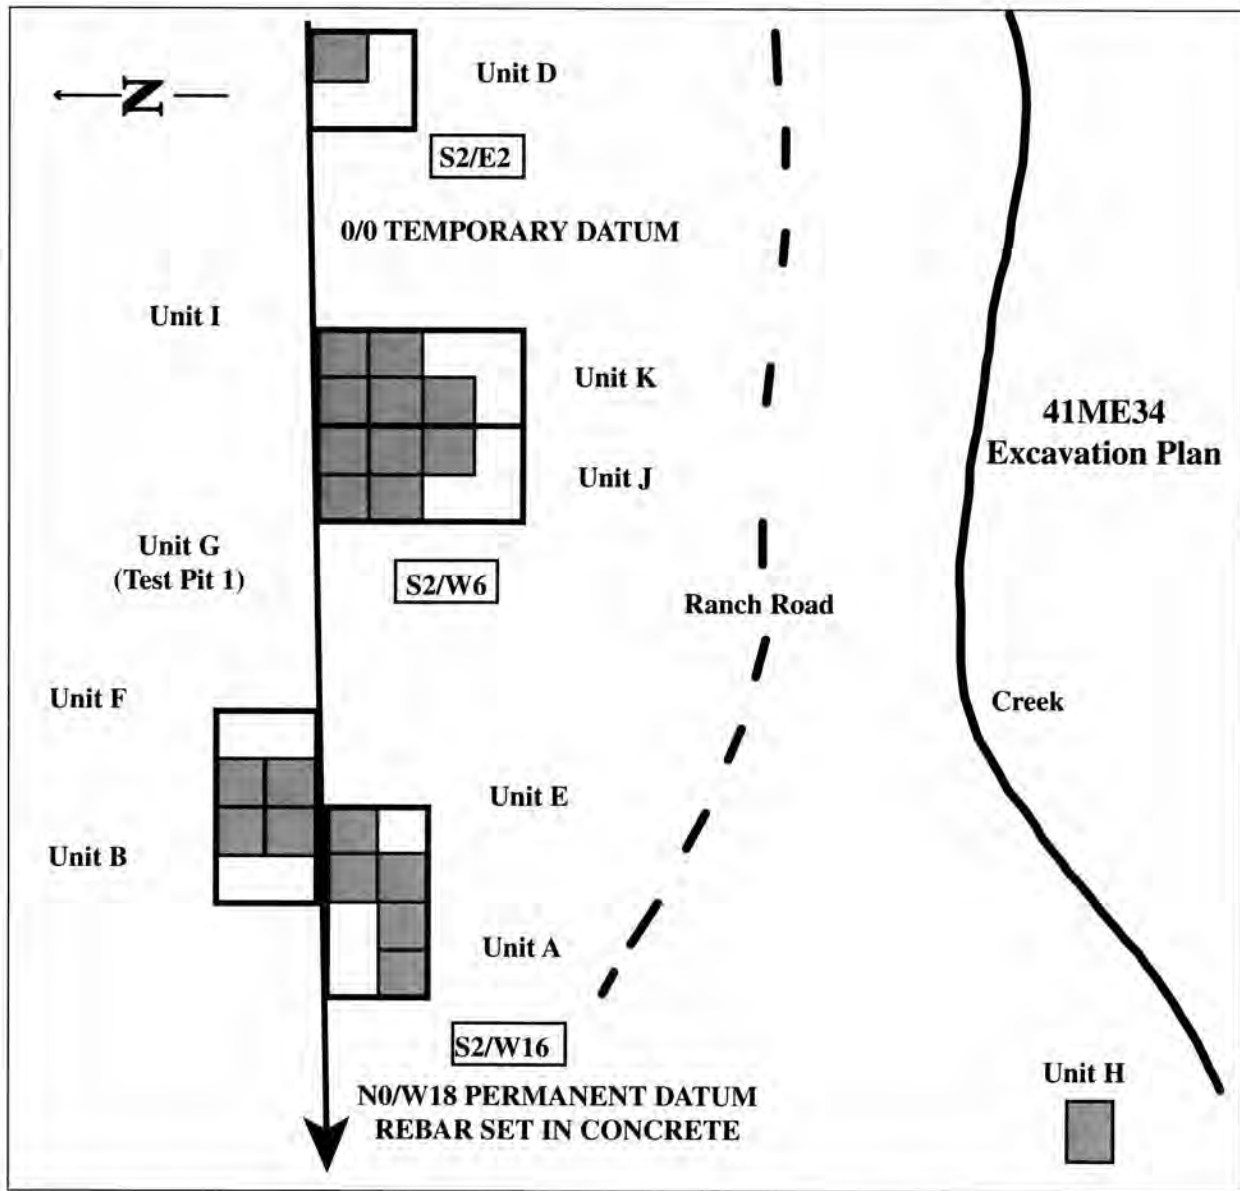 Unit D
N
S2/E2
0/0 TEMPORARY DATUM
Unit I
Unit K
41ME34
Excavation Plan
Unit J
Unit G
(Test Pit 1)
S2/W6
Ranch Road
Unit F
Creek
Unit E
Unit B
Unit A
S2/W16
Unit H
N0/W18 PERMANENT DATUM
REBAR SET IN CONCRETE